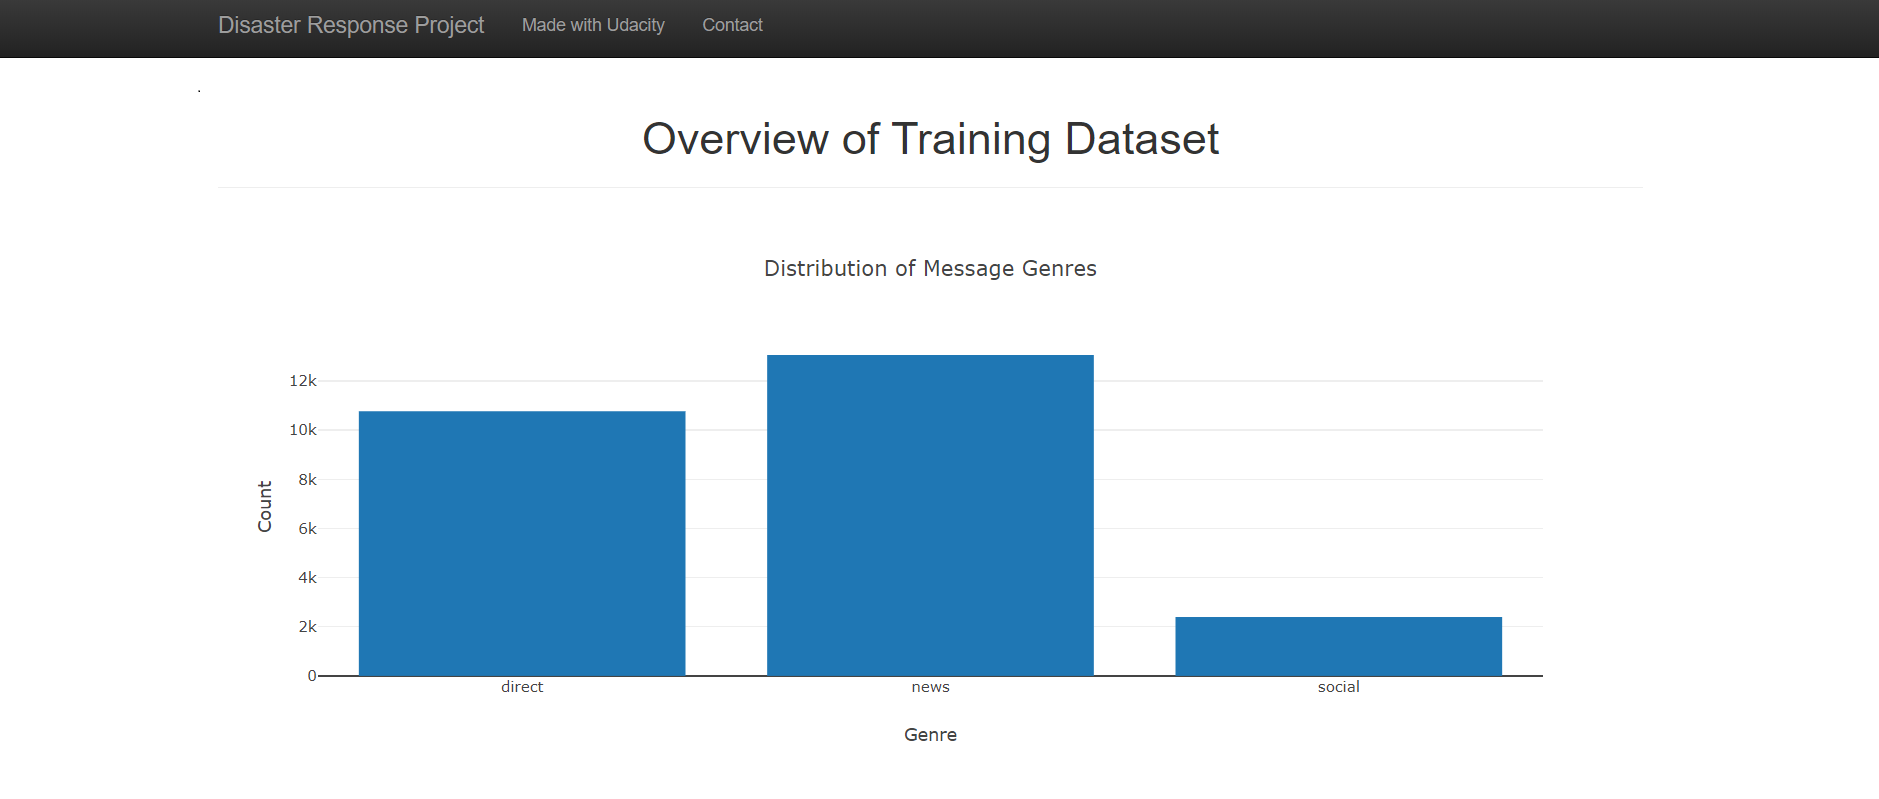 Disaster Response Project Made with Udacity Contact
.
Overview of Training Dataset
Distribution of Message Genres
12k
10k
8k
6k
4k
2k
0
Count
direct news social
Genre